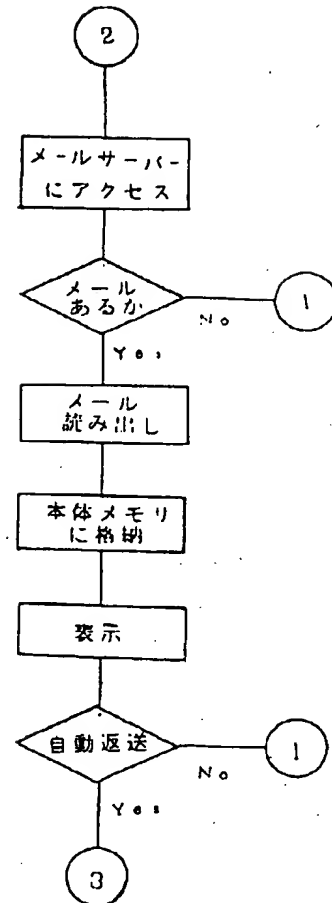 2
メールサーバー
にアクセス
メール
あるか
No
1
Yes
メール
読み出し
本体メモリ
に格納
表示
自動返送
No
1
Yes
3